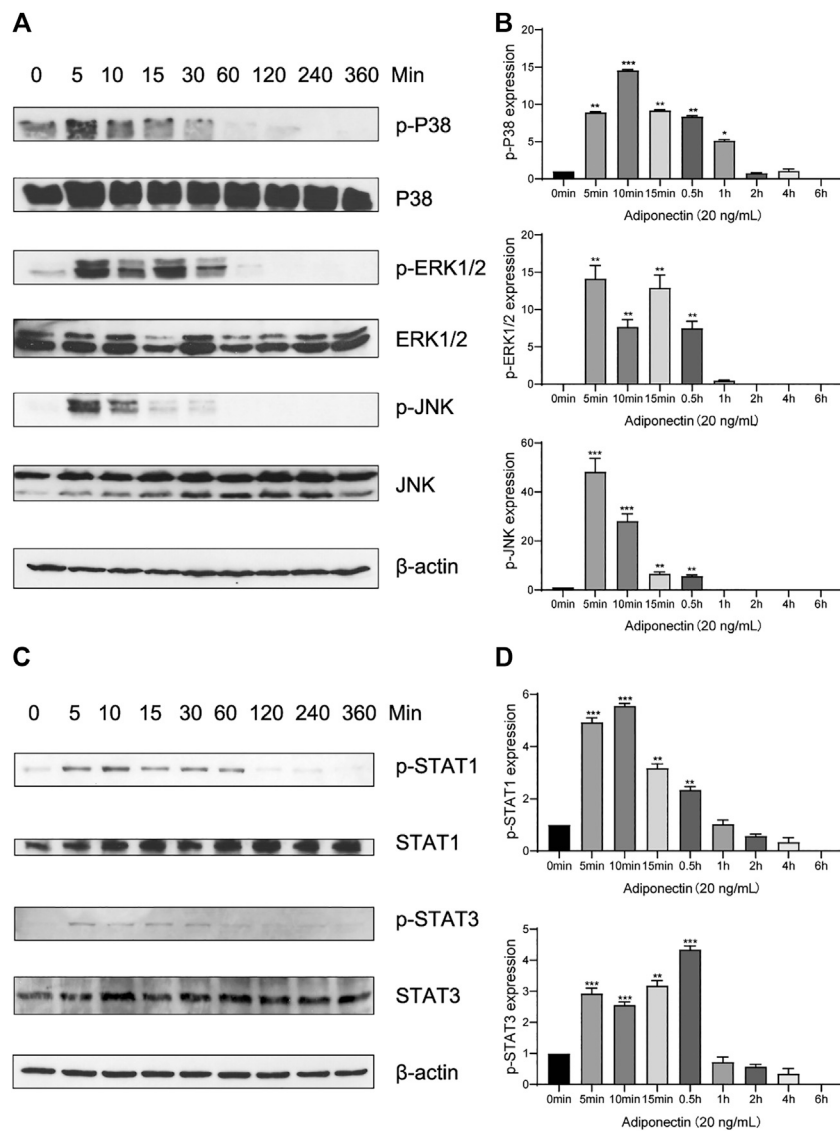 A
0 5 10 15 30 60 120 240 360 Min
p-P38
P38
p-ERK1/2
ERK1/2
p-JNK
JNK
β-actin
B
p-P38 expression
20
15
10
5
0
** *** ** ** *
0min 5min 10min 15min 0.5h 1h 2h 4h 6h
Adiponectin (20 ng/mL)
p-ERK1/2 expression
20
15
10
5
0
** ** ** **
0min 5min 10min 15min 0.5h 1h 2h 4h 6h
Adiponectin (20 ng/mL)
p-JNK expression
60
40
20
0
*** *** ** **
0min 5min 10min 15min 0.5h 1h 2h 4h 6h
Adiponectin (20 ng/mL)
C
0 5 10 15 30 60 120 240 360 Min
p-STAT1
STAT1
p-STAT3
STAT3
β-actin
D
p-STAT1 expression
6
4
2
0
*** *** ** **
0min 5min 10min 15min 0.5h 1h 2h 4h 6h
Adiponectin (20 ng/mL)
p-STAT3 expression
5
4
3
2
1
0
*** *** ** ***
0min 5min 10min 15min 0.5h 1h 2h 4h 6h
Adiponectin (20 ng/mL)